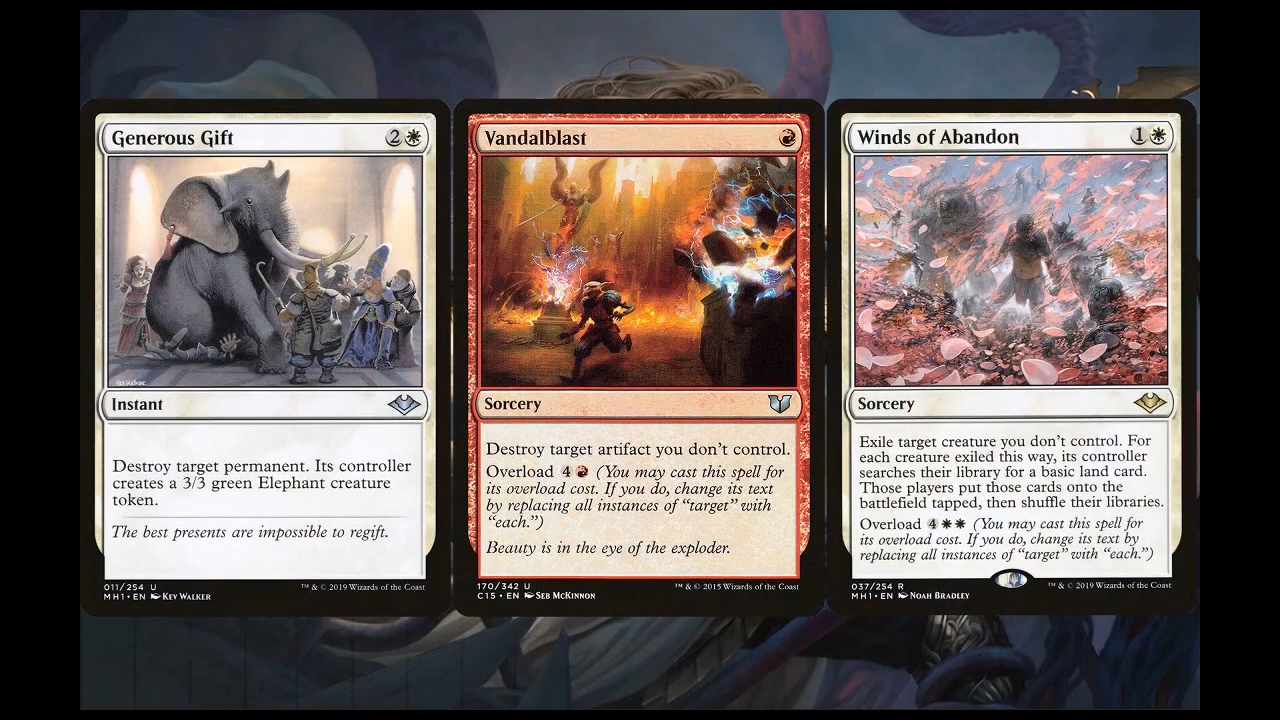 Generous Gift
2
Instant
Destroy target permanent. Its controller
creates a 3/3 green Elephant creature
token.
The best presents are impossible to regift.
011/254 U
MH1 • EN Kev Walker
™ & © 2019 Wizards of the Coast
Vandalblast
Sorcery
Destroy target artifact you don't control.
Overload 4 (You may cast this spell for
its overload cost. If you do, change its text
by replacing all instances of “target” with
“each.”)
Beauty is in the eye of the exploder.
170/342 U
C15 • EN Seb McKinnon
™ & © 2015 Wizards of the Coast
Winds of Abandon
1
Sorcery
Exile target creature you don't control. For
each creature exiled this way, its controller
searches their library for a basic land card.
Those players put those cards onto the
battlefield tapped, then shuffle their libraries.
Overload 4 (You may cast this spell for
its overload cost. If you do, change its text by
replacing all instances of “target” with “each.”)
037/254 R
MH1 • EN Noah Bradley
™ & © 2019 Wizards of the Coast